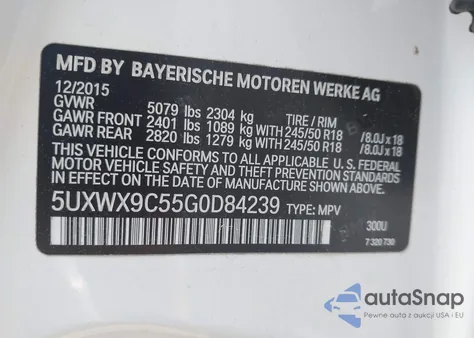 MFD BY BAYERISCHE MOTOREN WERKE AG
12/2015
GVWR 5079 lbs 2304 kg TIRE / RIM
GAWR FRONT 2401 lbs 1089 kg WITH 245/50 R18 /8.0J x 18
GAWR REAR 2820 lbs 1279 kg WITH 245/50 R18 /8.0J x 18
THIS VEHICLE CONFORMS TO ALL APPLICABLE U. S. FEDERAL
MOTOR VEHICLE SAFETY AND THEFT PREVENTION STANDARDS
IN EFFECT ON THE DATE OF MANUFACTURE SHOWN ABOVE.
5UXWX9C55G0D84239 TYPE: MPV
300U
7 320 730
autoSnap
Pewne auta z aukcji USA i EU